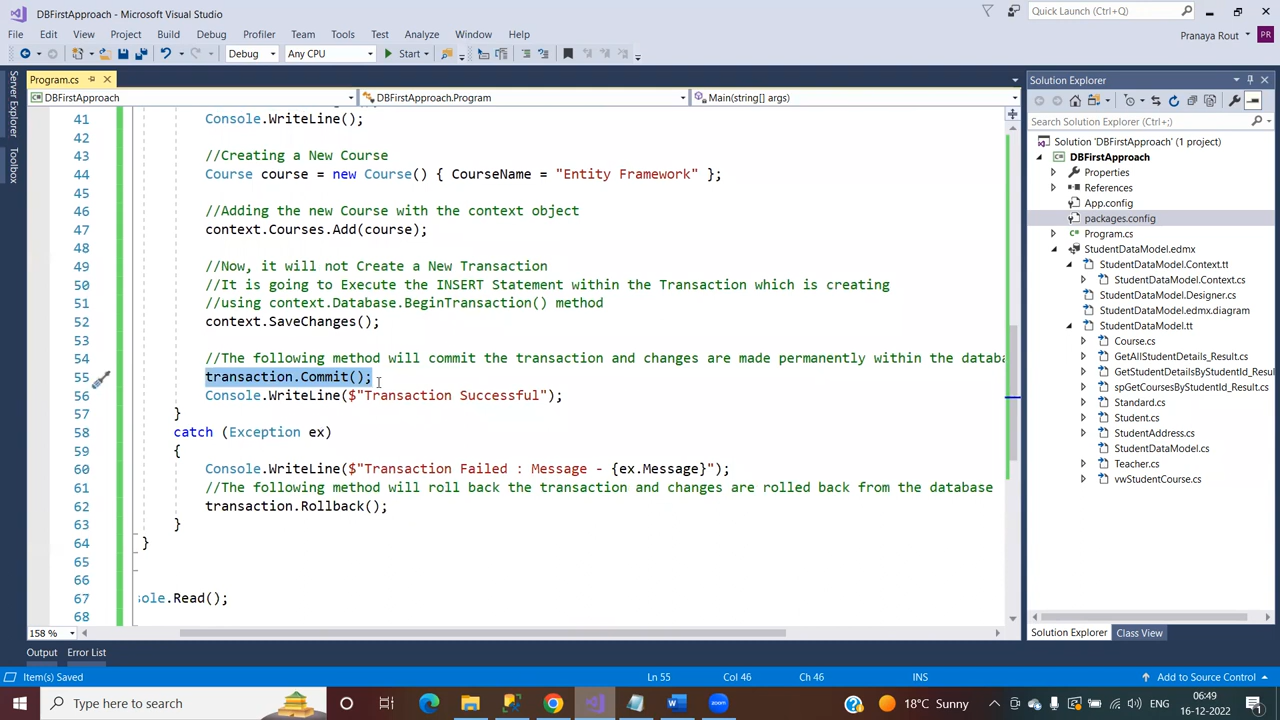 DBFirstApproach - Microsoft Visual Studio
Quick Launch (Ctrl+Q)
File Edit View Project Build Debug Profiler Team Tools Test Analyze Window Help
Pranaya Rout
PR
Debug Any CPU Start
Server Explorer
Toolbox
Program.cs
DBFirstApproach DBFirstApproach.Program Main(string[] args)
41 Console.WriteLine();
42
43 //Creating a New Course
44 Course course = new Course() { CourseName = "Entity Framework" };
45
46 //Adding the new Course with the context object
47 context.Courses.Add(course);
48
49 //Now, it will not Create a New Transaction
50 //It is going to Execute the INSERT Statement within the Transaction which is creating
51 //using context.Database.BeginTransaction() method
52 context.SaveChanges();
53
54 //The following method will commit the transaction and changes are made permanently within the databa
55 transaction.Commit();
56 Console.WriteLine($"Transaction Successful");
57 }
58 catch (Exception ex)
59 {
60 Console.WriteLine($"Transaction Failed : Message - {ex.Message}");
61 //The following method will roll back the transaction and changes are rolled back from the database
62 transaction.Rollback();
63 }
64 }
65
66
67 sole.Read();
68
158 %
Solution Explorer
Search Solution Explorer (Ctrl+;)
Solution 'DBFirstApproach' (1 project)
DBFirstApproach
Properties
References
App.config
packages.config
Program.cs
StudentDataModel.edmx
StudentDataModel.Context.tt
StudentDataModel.Context.cs
StudentDataModel.Designer.cs
StudentDataModel.edmx.diagram
StudentDataModel.tt
Course.cs
GetAllStudentDetails_Result.cs
GetStudentDetailsByStudentId_Resul
spGetCoursesByStudentId_Result.cs
Standard.cs
Student.cs
StudentAddress.cs
StudentDataModel.cs
Teacher.cs
vwStudentCourse.cs
Solution Explorer Class View
Output Error List
Item(s) Saved Ln 55 Col 46 Ch 46 INS Add to Source Control
Type here to search
zoom
18°C Sunny
06:49
16-12-2022
1